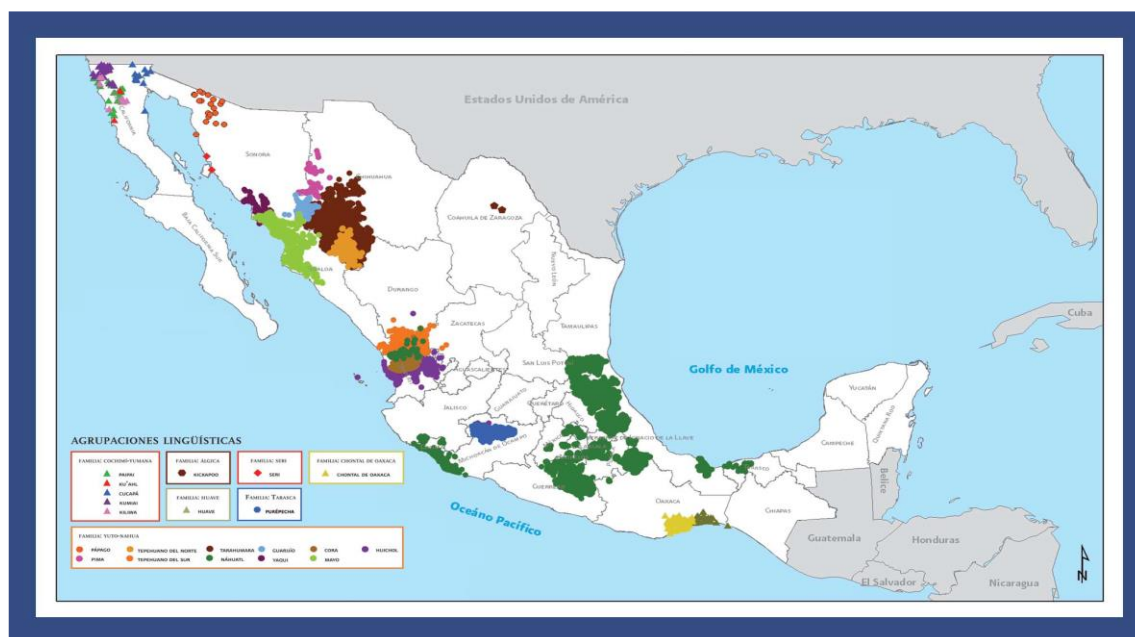 Estados Unidos de América
SONORA
CHIHUAHUA
COAHUILA DE ZARAGOZA
BAJA CALIFORNIA SUR
NUEVO LEÓN
DURANGO
ZACATECAS
TAMAULIPAS
SAN LUIS POT
AGUASCALIENTES
Golfo de México
Cuba
YUCATÁN
QUINTANA ROO
CAMPECHE
JALISCO
GUANAJUATO
QUERÉTARO
HIDALGO
MICHOACÁN DE OCAMPO
GUERRERO
OAXACA
CHIAPAS
Belice
Guatemala
Honduras
El Salvador
Nicaragua
Océano Pacífico
N
AGRUPACIONES LINGÜÍSTICAS
FAMILIA: COCHIMÍ-YUMANA
PAIPAI
KU'AHL
CUCAPÁ
KUMIAI
KILIWA
FAMILIA: ÁLGICA
KICKAPOO
FAMILIA: SERI
SERI
FAMILIA: CHONTAL DE OAXACA
CHONTAL DE OAXACA
FAMILIA: HUAVE
HUAVE
FAMILIA: TARASCA
PURÉPECHA
FAMILIA: YUTO-NAHUA
PÁPAGO TEPEHUANO DEL NORTE TARAHUMARA GUARIJÍO CORA HUICHOL
PIMA TEPEHUANO DEL SUR NÁHUATL YAQUI MAYO